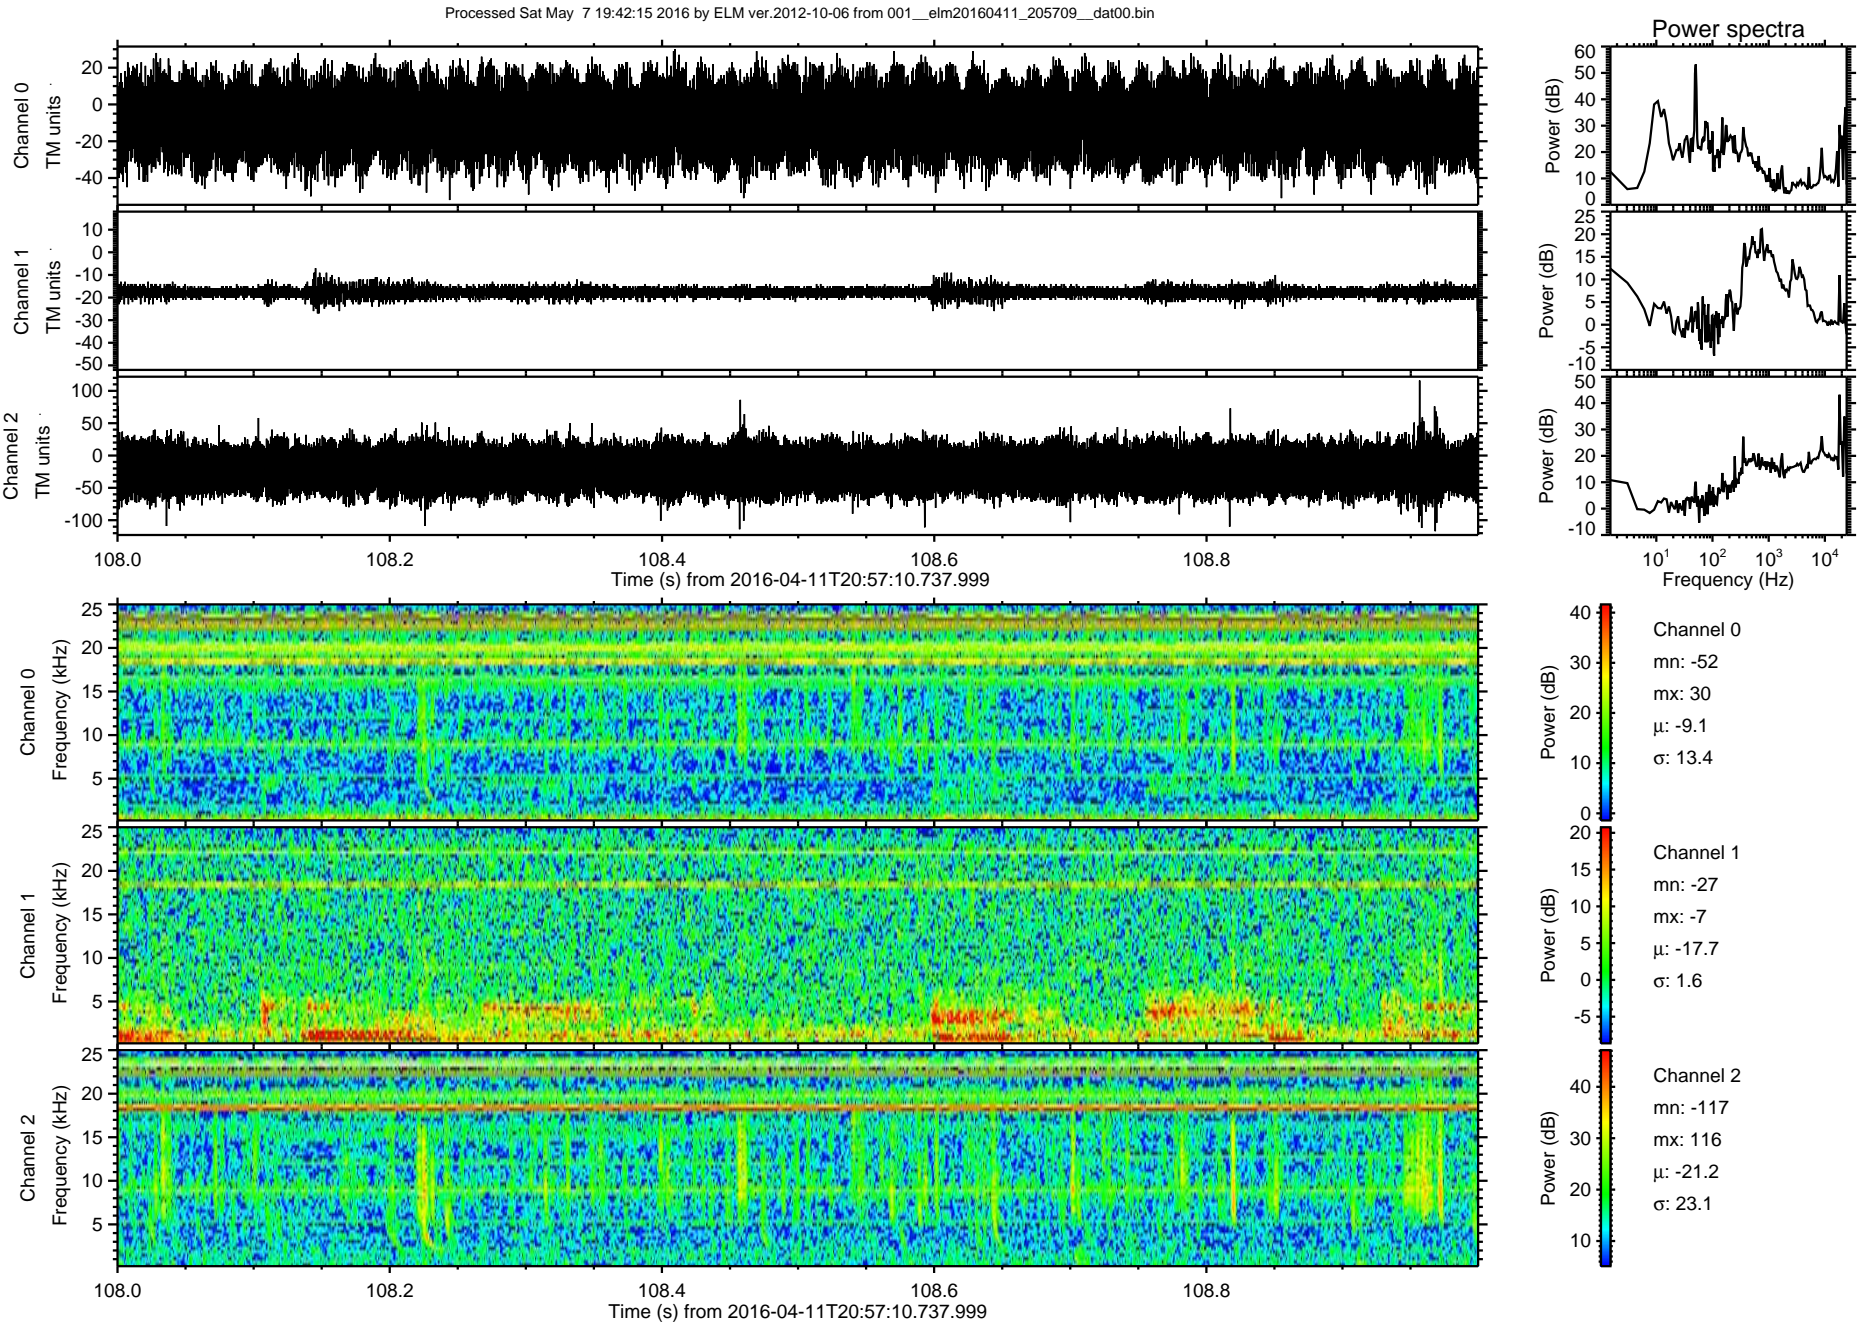 Processed Sat May  7 19:42:15 2016 by ELM ver.2012-10-06 from 001__elm20160411_205709__dat00.bin
Power spectra
Channel 0
TM units
20
0
-20
-40
Power (dB)
60
50
40
30
20
10
0
Channel 1
TM units
10
0
-10
-20
-30
-40
-50
Power (dB)
25
20
15
10
5
0
-5
-10
Channel 2
TM units
100
50
0
-50
-100
Power (dB)
50
40
30
20
10
0
-10
108.0 108.2 108.4 108.6 108.8
Time (s) from 2016-04-11T20:57:10.737.999
10^1 10^2 10^3 10^4
Frequency (Hz)
Channel 0
Frequency (kHz)
25
20
15
10
5
Power (dB)
40
30
20
10
0
Channel 0
mn: -52
mx: 30
μ: -9.1
σ: 13.4
Channel 1
Frequency (kHz)
25
20
15
10
5
Power (dB)
20
15
10
5
0
-5
Channel 1
mn: -27
mx: -7
μ: -17.7
σ: 1.6
Channel 2
Frequency (kHz)
25
20
15
10
5
Power (dB)
40
30
20
10
Channel 2
mn: -117
mx: 116
μ: -21.2
σ: 23.1
108.0 108.2 108.4 108.6 108.8
Time (s) from 2016-04-11T20:57:10.737.999